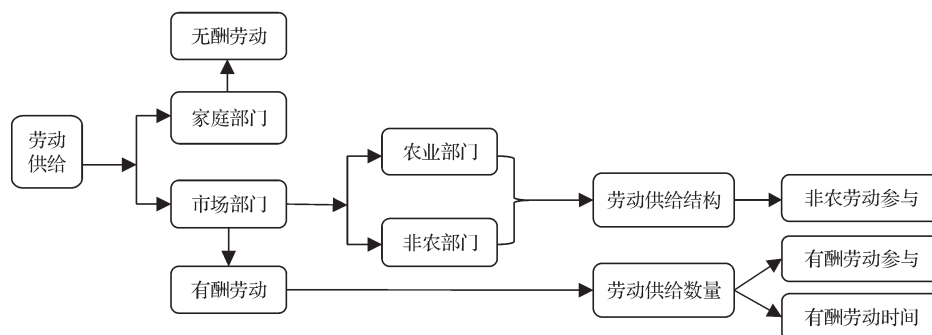 无酬劳动
家庭部门
劳动
供给
市场部门
有酬劳动
农业部门
非农部门
劳动供给结构
劳动供给数量
非农劳动参与
有酬劳动参与
有酬劳动时间